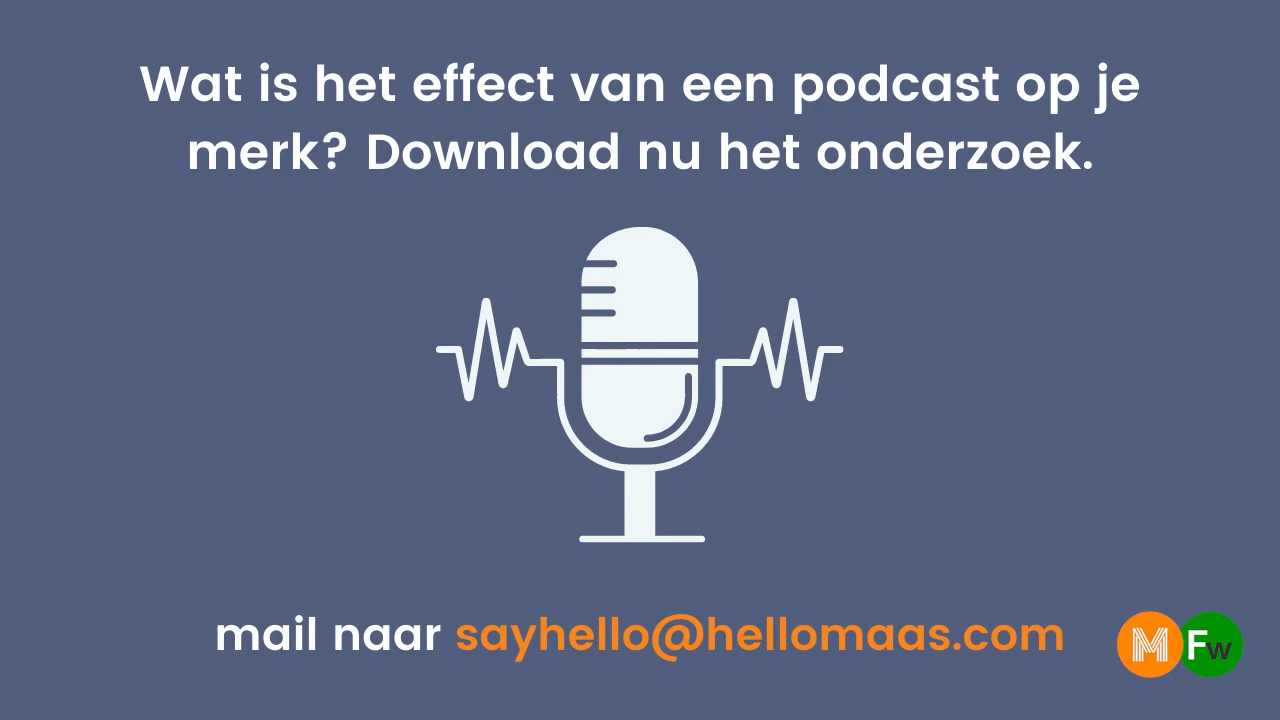 Wat is het effect van een podcast op je
merk? Download nu het onderzoek.
mail naar sayhello@hellomaas.com
M Fw